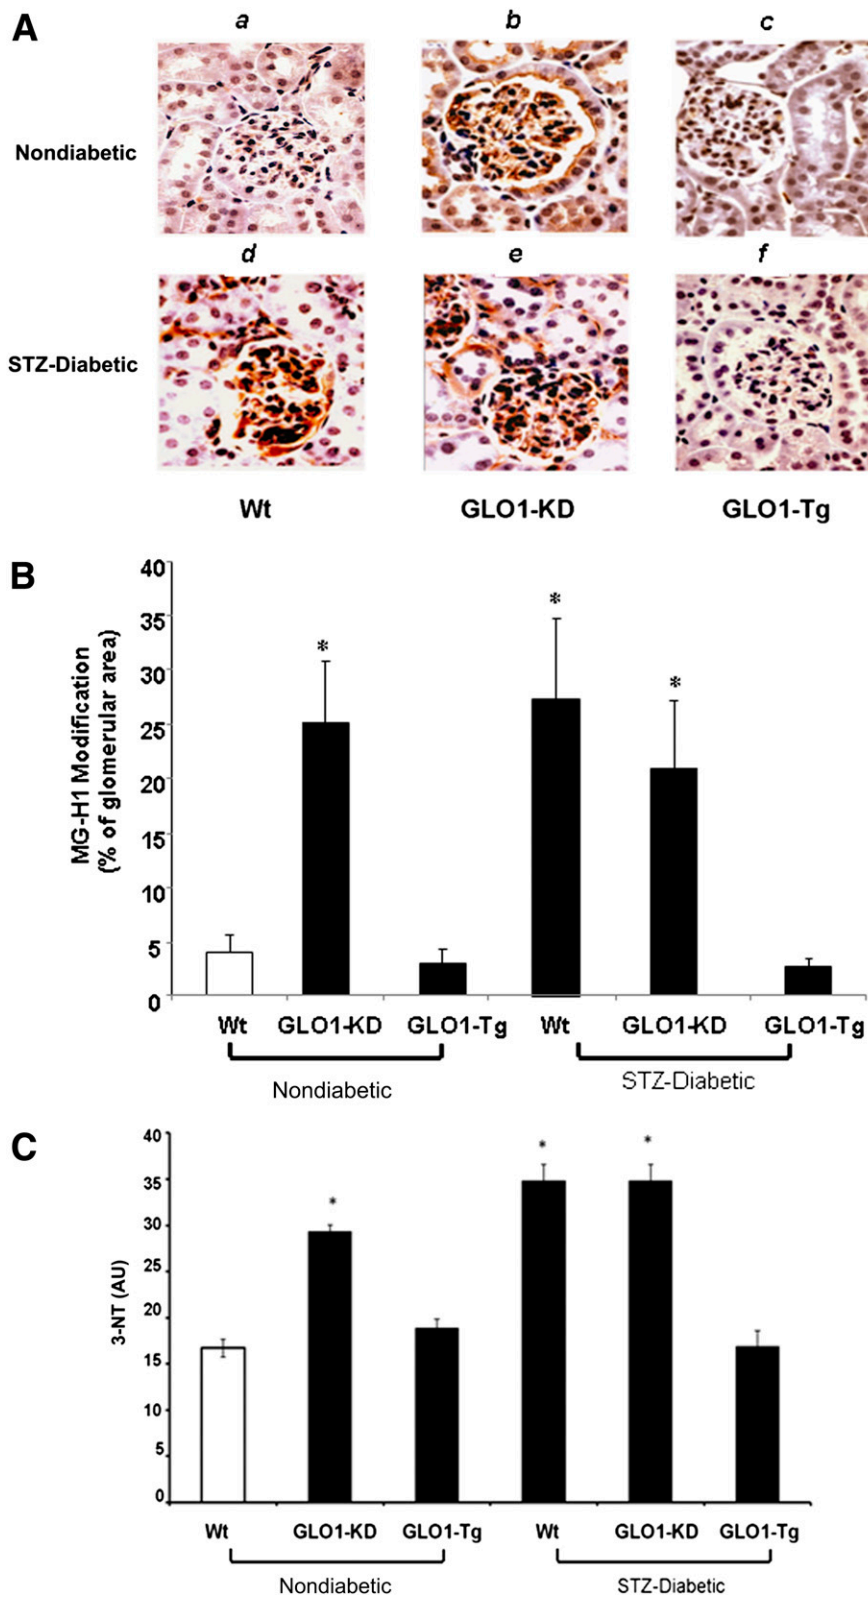 A
a b c
Nondiabetic
d e f
STZ-Diabetic
Wt GLO1-KD GLO1-Tg
B
MG-H1 Modification
(% of glomerular area)
40
35
30
25
20
15
10
5
0
* * *
Wt GLO1-KD GLO1-Tg Wt GLO1-KD GLO1-Tg
Nondiabetic STZ-Diabetic
C
3-NT (AU)
40
35
30
25
20
15
10
5
0
* * *
Wt GLO1-KD GLO1-Tg Wt GLO1-KD GLO1-Tg
Nondiabetic STZ-Diabetic